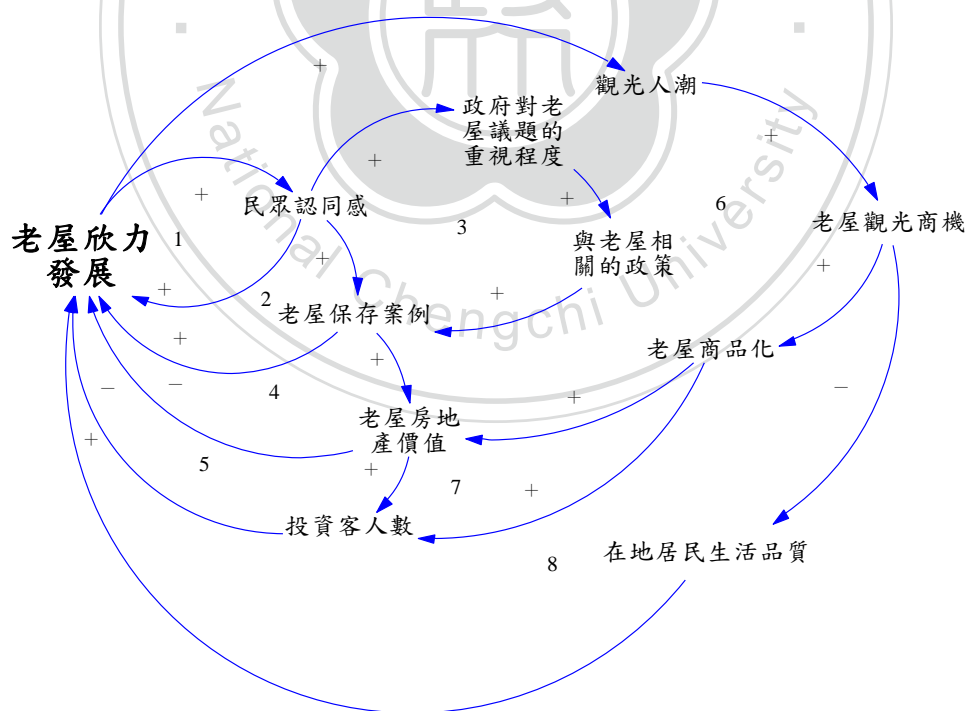 觀光人潮
+
政府對老
屋議題的
重視程度
+
+
民眾認同感
+
+
6
老屋欣力
發展
1
3
與老屋相
關的政策
老屋觀光商機
+
+
+
+
2
老屋保存案例
+
+
老屋商品化
−
−
4
+
−
老屋房地
產價值
+
5
+
7
+
投資客人數
8
在地居民生活品質
National Chengchi University